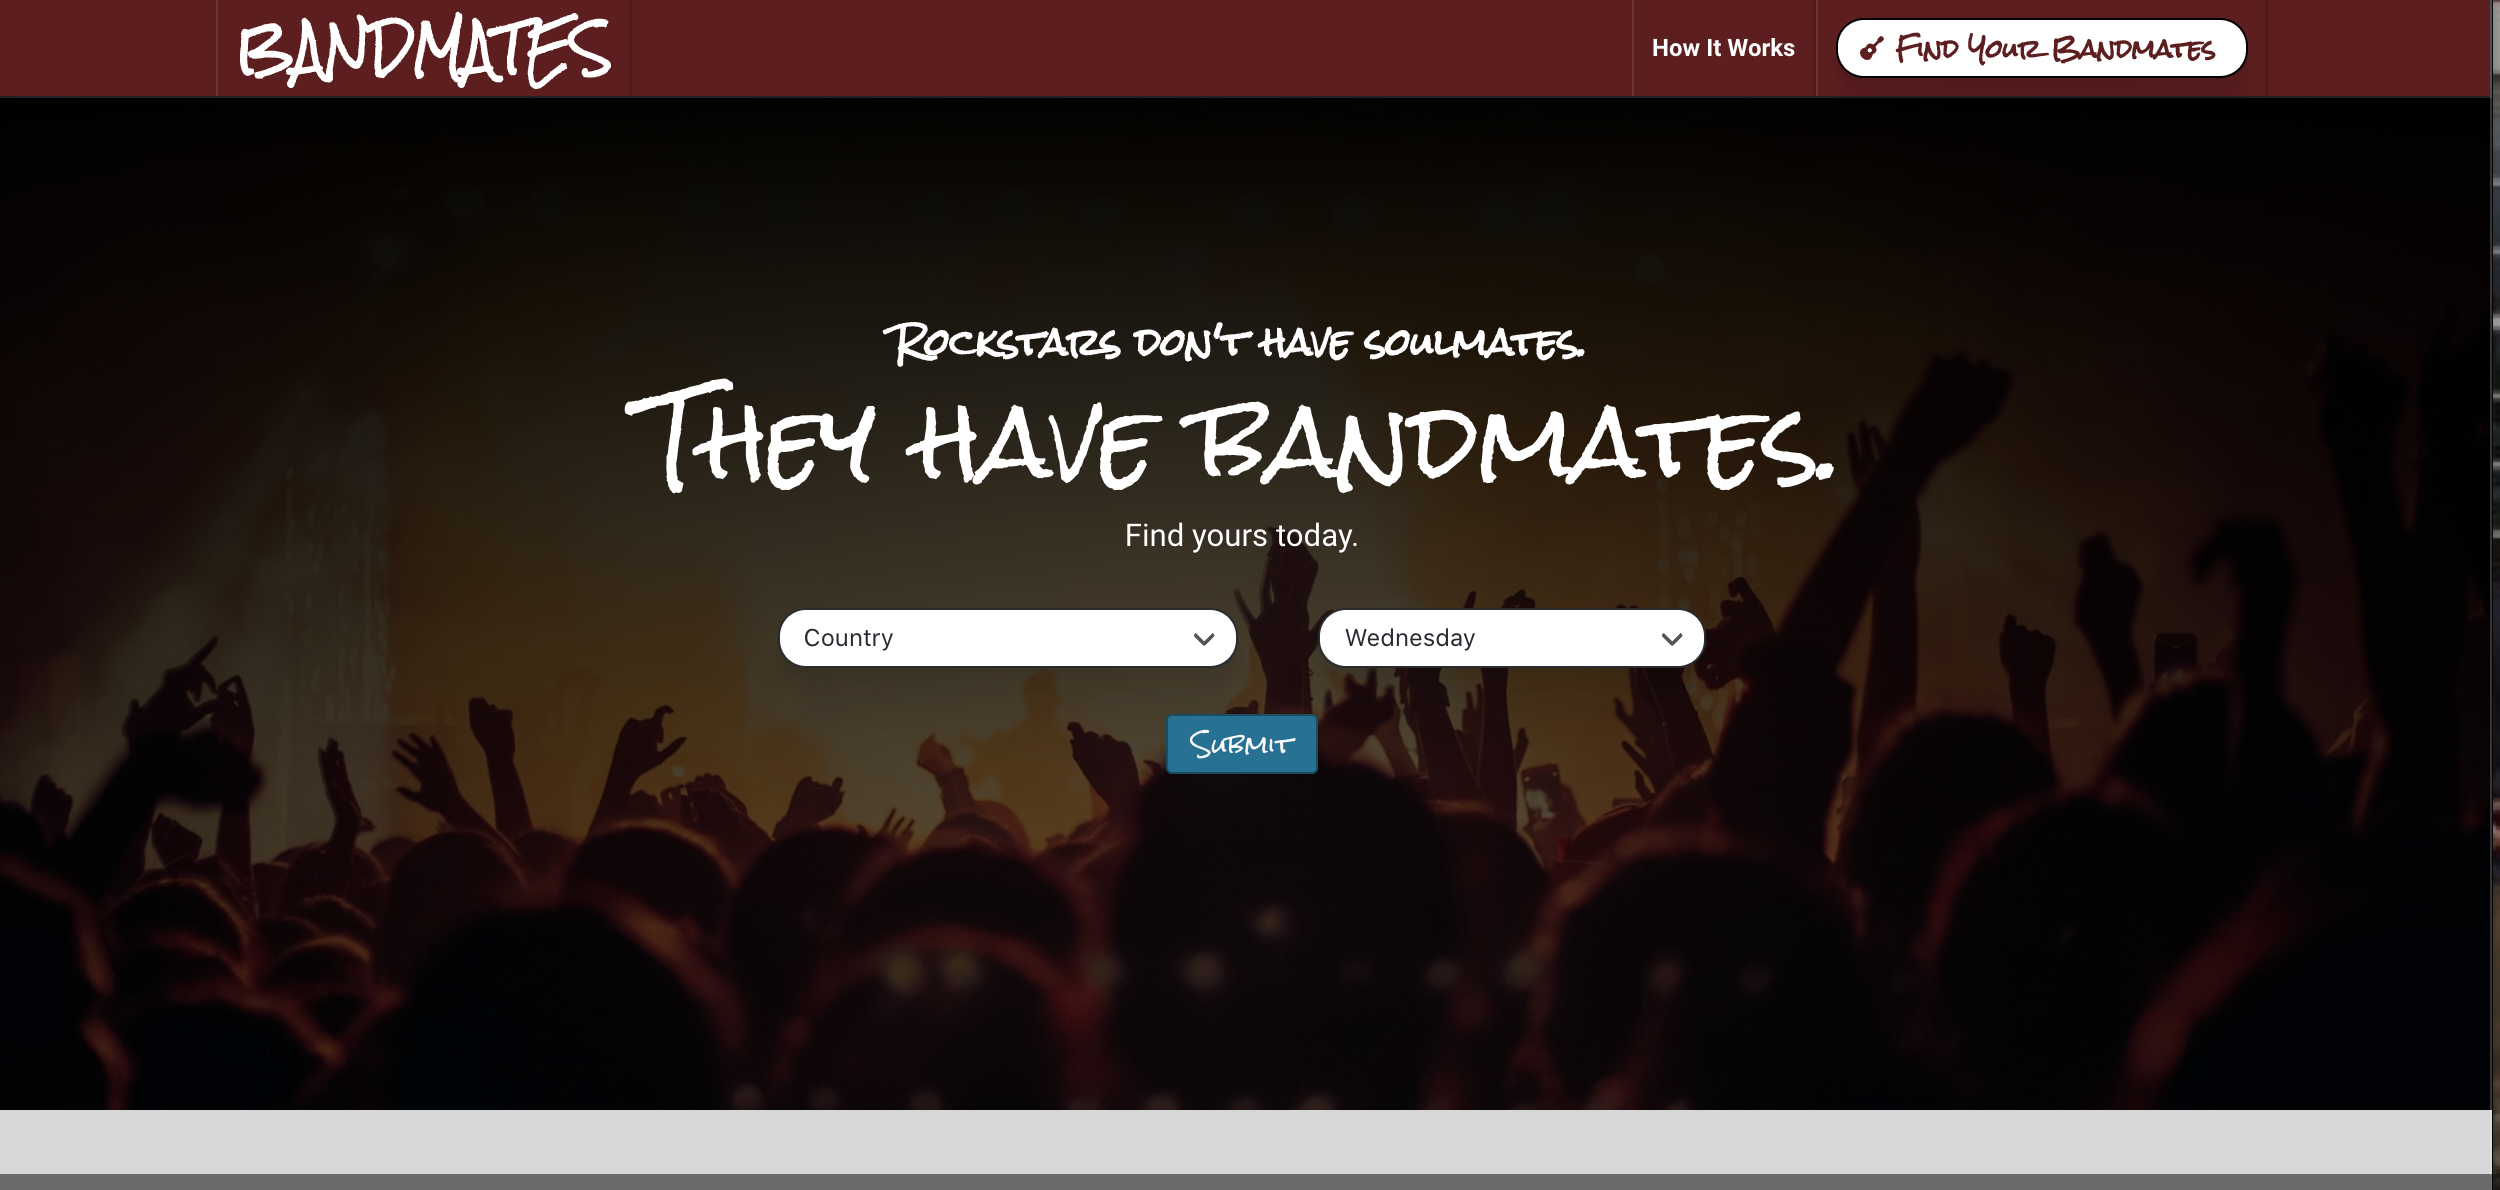 BANDMATES
How It Works
Find Your Bandmates
Rockstars don't have soulmates.
They have bandmates.
Find yours today.
Country
Wednesday
Submit